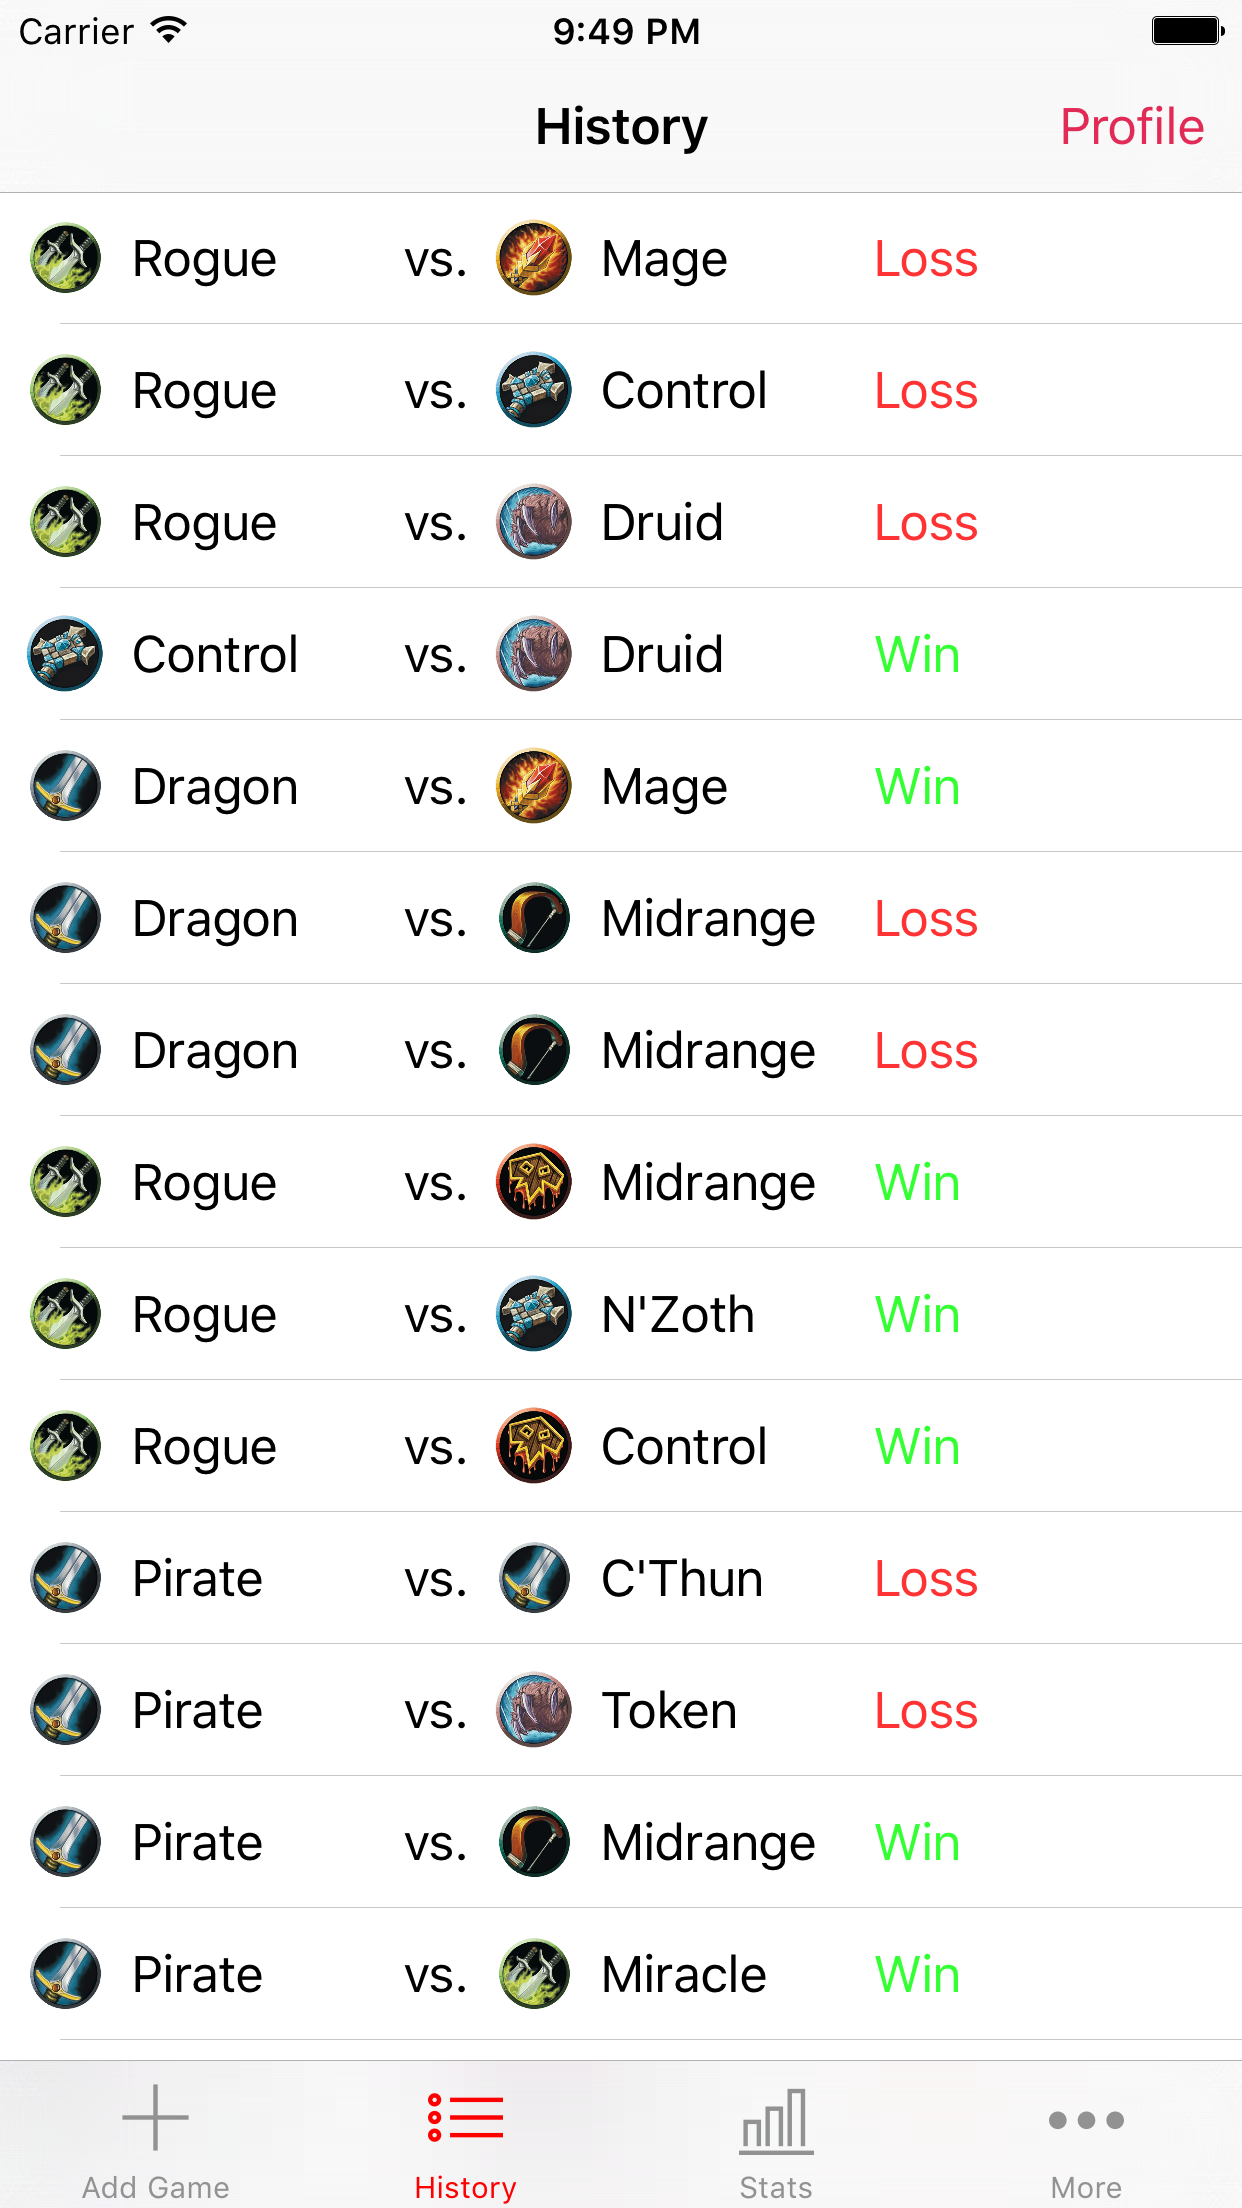 Carrier 9:49 PM
History Profile
Rogue vs. Mage Loss
Rogue vs. Control Loss
Rogue vs. Druid Loss
Control vs. Druid Win
Dragon vs. Mage Win
Dragon vs. Midrange Loss
Dragon vs. Midrange Loss
Rogue vs. Midrange Win
Rogue vs. N'Zoth Win
Rogue vs. Control Win
Pirate vs. C'Thun Loss
Pirate vs. Token Loss
Pirate vs. Midrange Win
Pirate vs. Miracle Win
Add Game History Stats More